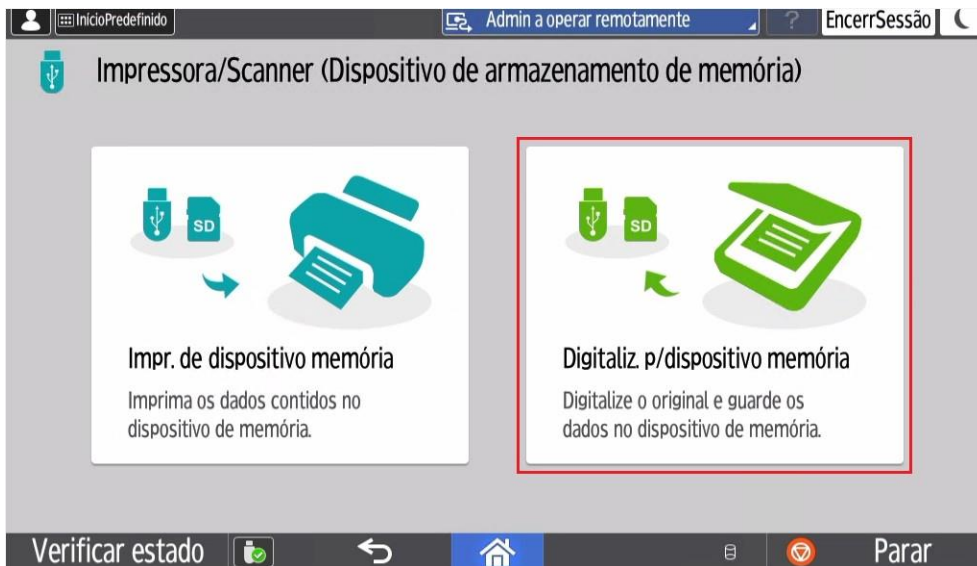 InícioPredefinido
Admin a operar remotamente
?
EncerrSessão
Impressora/Scanner (Dispositivo de armazenamento de memória)
SD
Impr. de dispositivo memória
Imprima os dados contidos no
dispositivo de memória.
SD
Digitaliz. p/dispositivo memória
Digitalize o original e guarde os
dados no dispositivo de memória.
Verificar estado
Parar